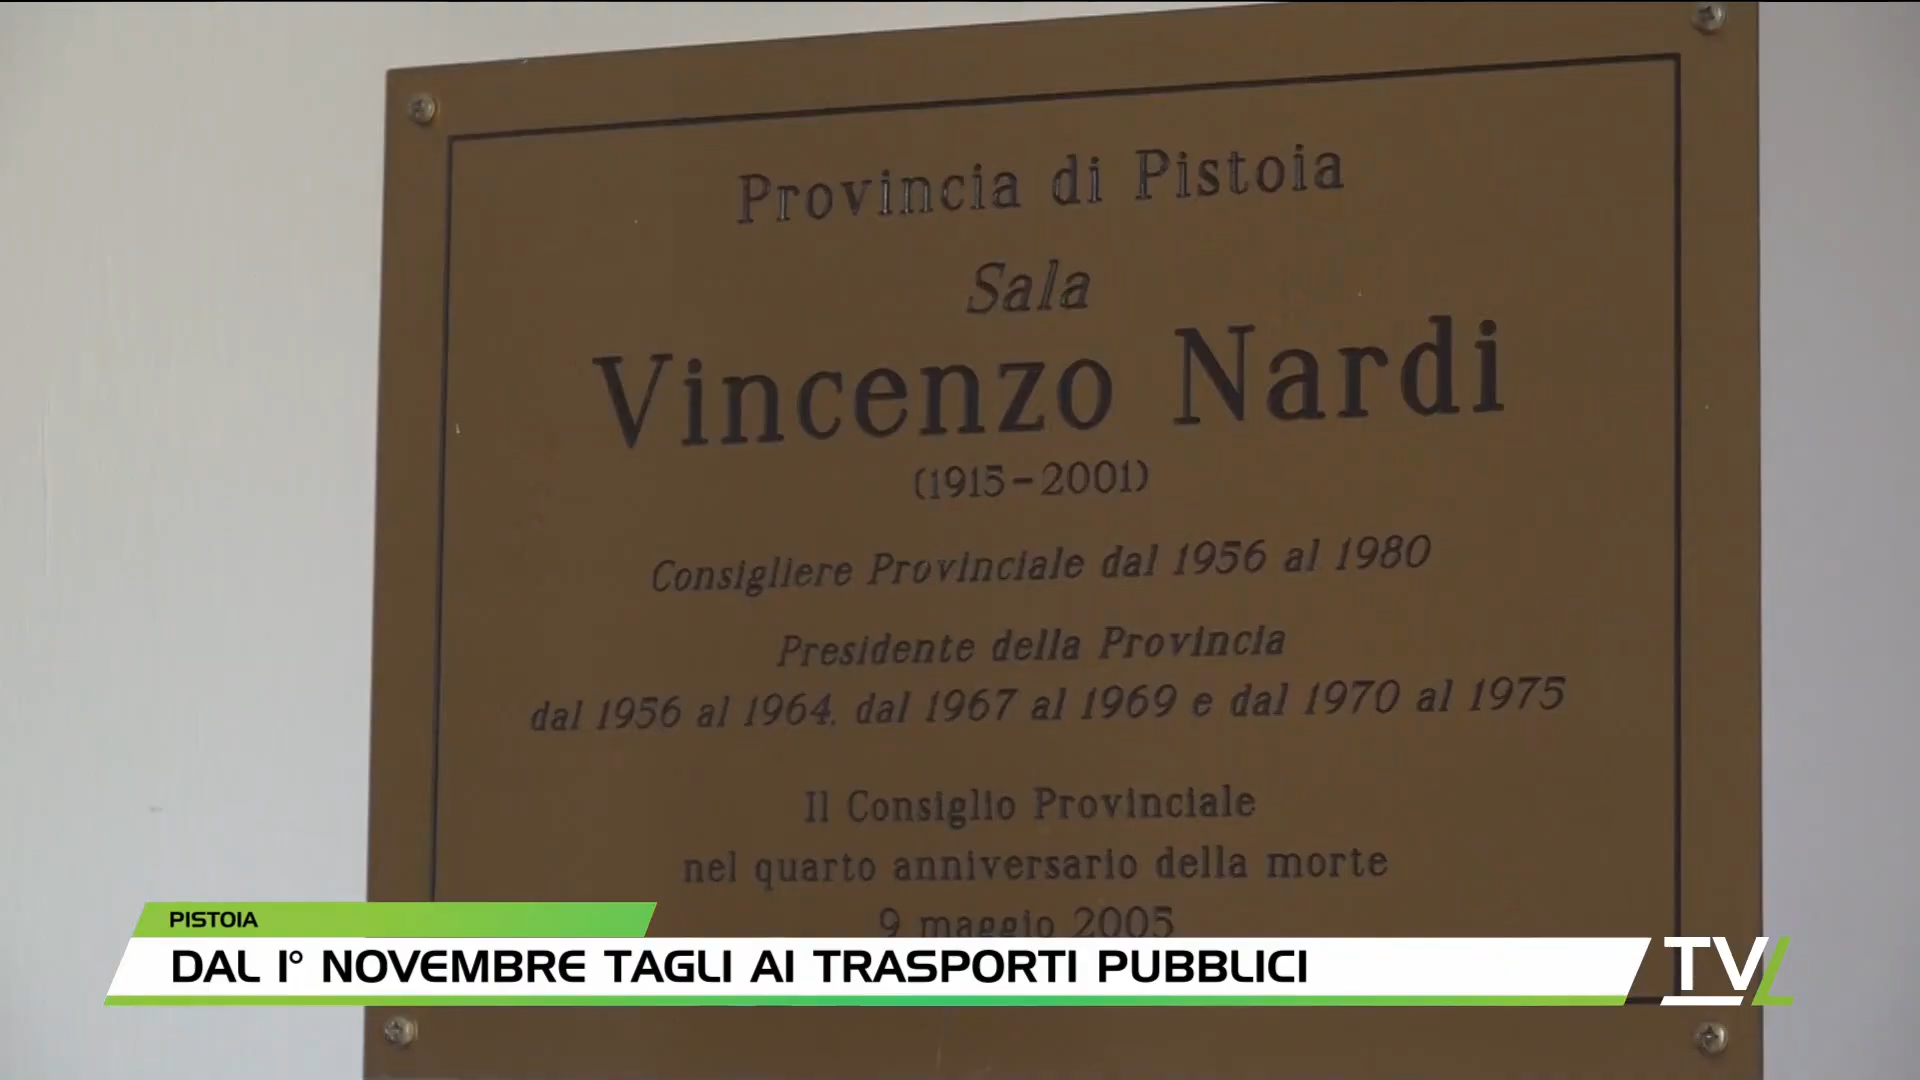 Provincia di Pistoia
Sala
Vincenzo Nardi
(1915-2001)
Consigliere Provinciale dal 1956 al 1980
Presidente della Provincia
dal 1956 al 1964, dal 1967 al 1969 e dal 1970 al 1975
Il Consiglio Provinciale
nel quarto anniversario della morte
9 maggio 2005
PISTOIA
DAL 1° NOVEMBRE TAGLI AI TRASPORTI PUBBLICI
TVL